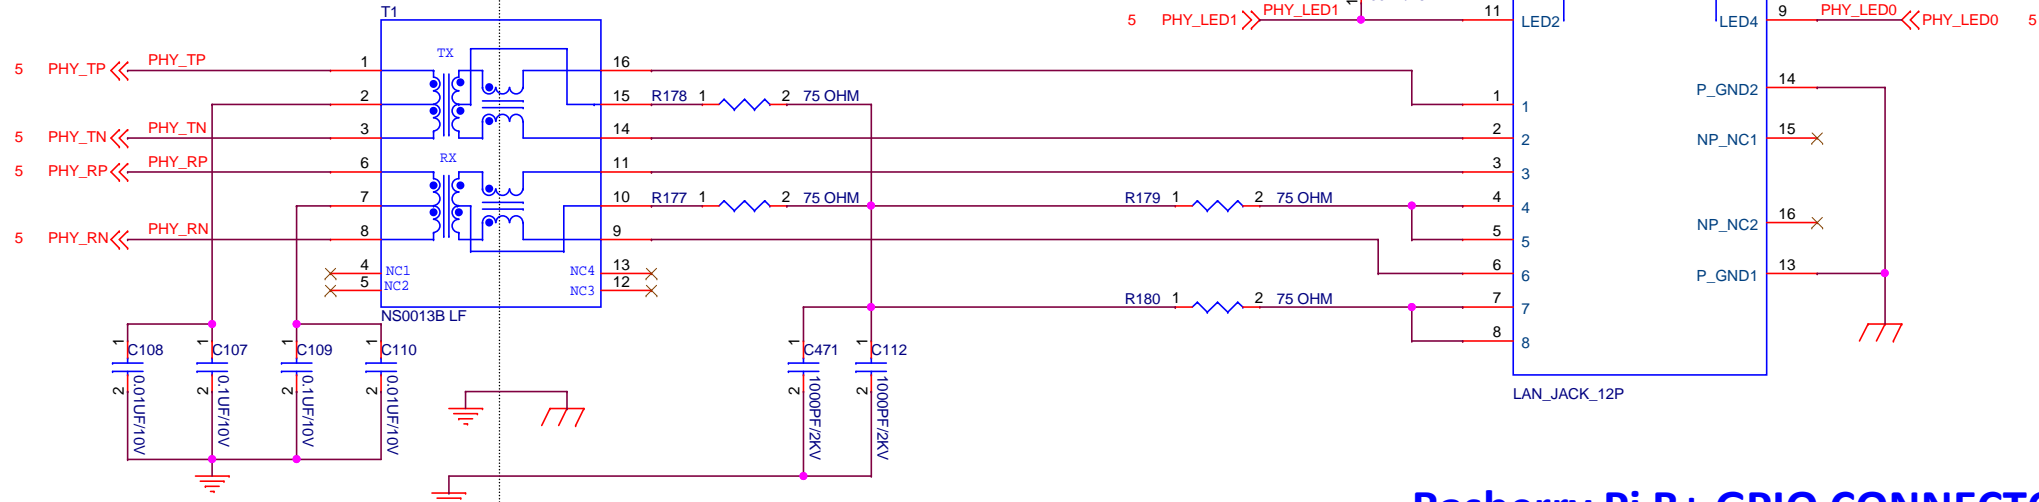 T1
5 PHY_LED1 PHY_LED1 11 LED2
LED4 9 PHY_LED0 PHY_LED0 5
TX
5 PHY_TP PHY_TP 1 16
2 15 R178 1 2 75 OHM 1 1
P_GND2 14
5 PHY_TN PHY_TN 3 14 2 2
NP_NC1 15
RX
5 PHY_RP PHY_RP 6 11 3 3
7 10 R177 1 2 75 OHM R179 1 2 75 OHM 4 4
NP_NC2 16
5 PHY_RN PHY_RN 8 9 5 5
4 NC1 NC4 13 6 6
P_GND1 13
5 NC2 NC3 12
R180 1 2 75 OHM 7 7
NS0013B LF
8 8
1 C108 1 C107 1 C109 1 C110 1 C471 1 C112
2 0.01UF/10V 2 0.1UF/10V 2 0.1UF/10V 2 0.01UF/10V 2 1000PF/2KV 2 1000PF/2KV
LAN_JACK_12P